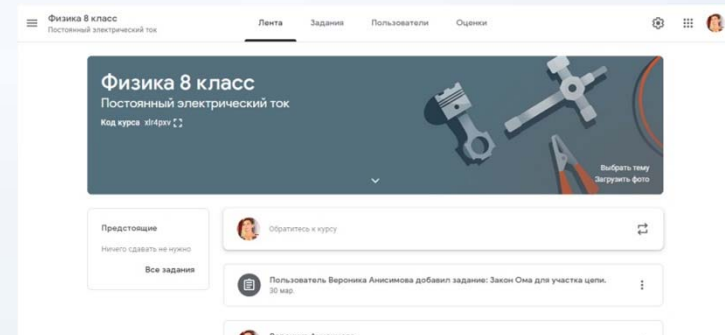 Физика 8 класс
Постоянный электрический ток
Лента Задания Пользователи Оценки
Физика 8 класс
Постоянный электрический ток
Код курса xlr4pxv
Выбрать тему
Загрузить фото
Предстоящие
Ничего сдавать не нужно
Все задания
Обратитесь к курсу
Пользователь Вероника Анисимова добавил задание: Закон Ома для участка цепи.
30 мар.